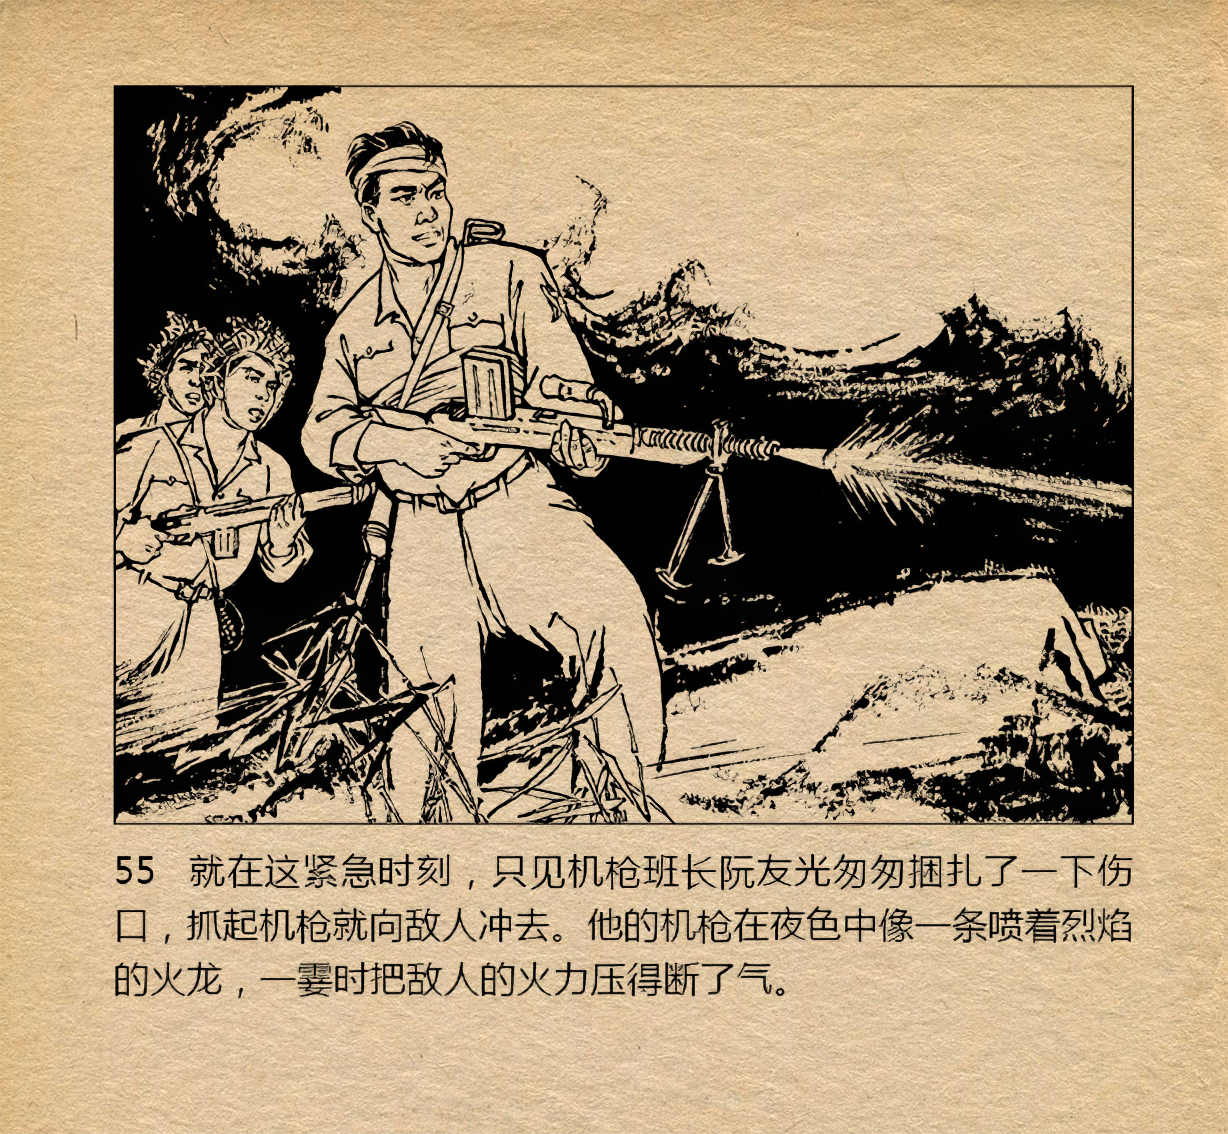 55 就在这紧急时刻，只见机枪班长阮友光匆匆捆扎了一下伤
口，抓起机枪就向敌人冲去。他的机枪在夜色中像一条喷着烈焰
的火龙，一霎时把敌人的火力压得断了气。